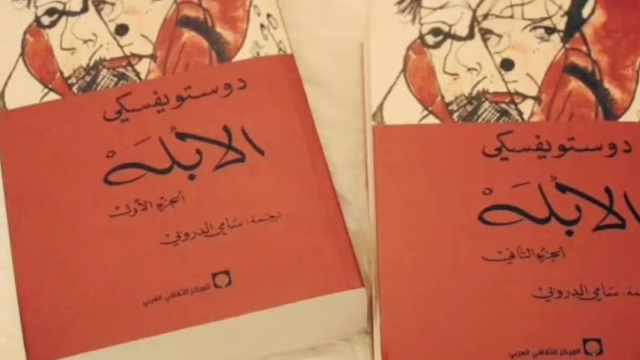 دوستويفسكي
الأبله
الجزء الأول
ترجمة: سامي الدروبي
المركز الثقافي العربي
دوستويفسكي
الأبله
الجزء الثاني
ترجمة: سامي الدروبي
المركز الثقافي العربي